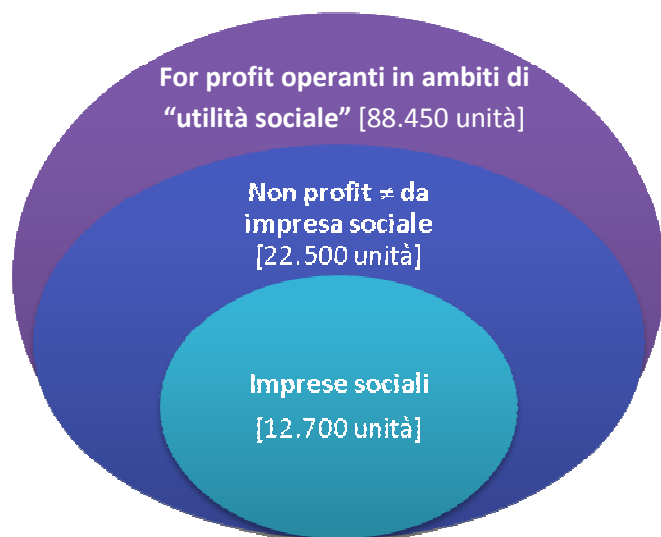 For profit operanti in ambiti di
“utilità sociale” [88.450 unità]
Non profit ≠ da
impresa sociale
[22.500 unità]
Imprese sociali
[12.700 unità]